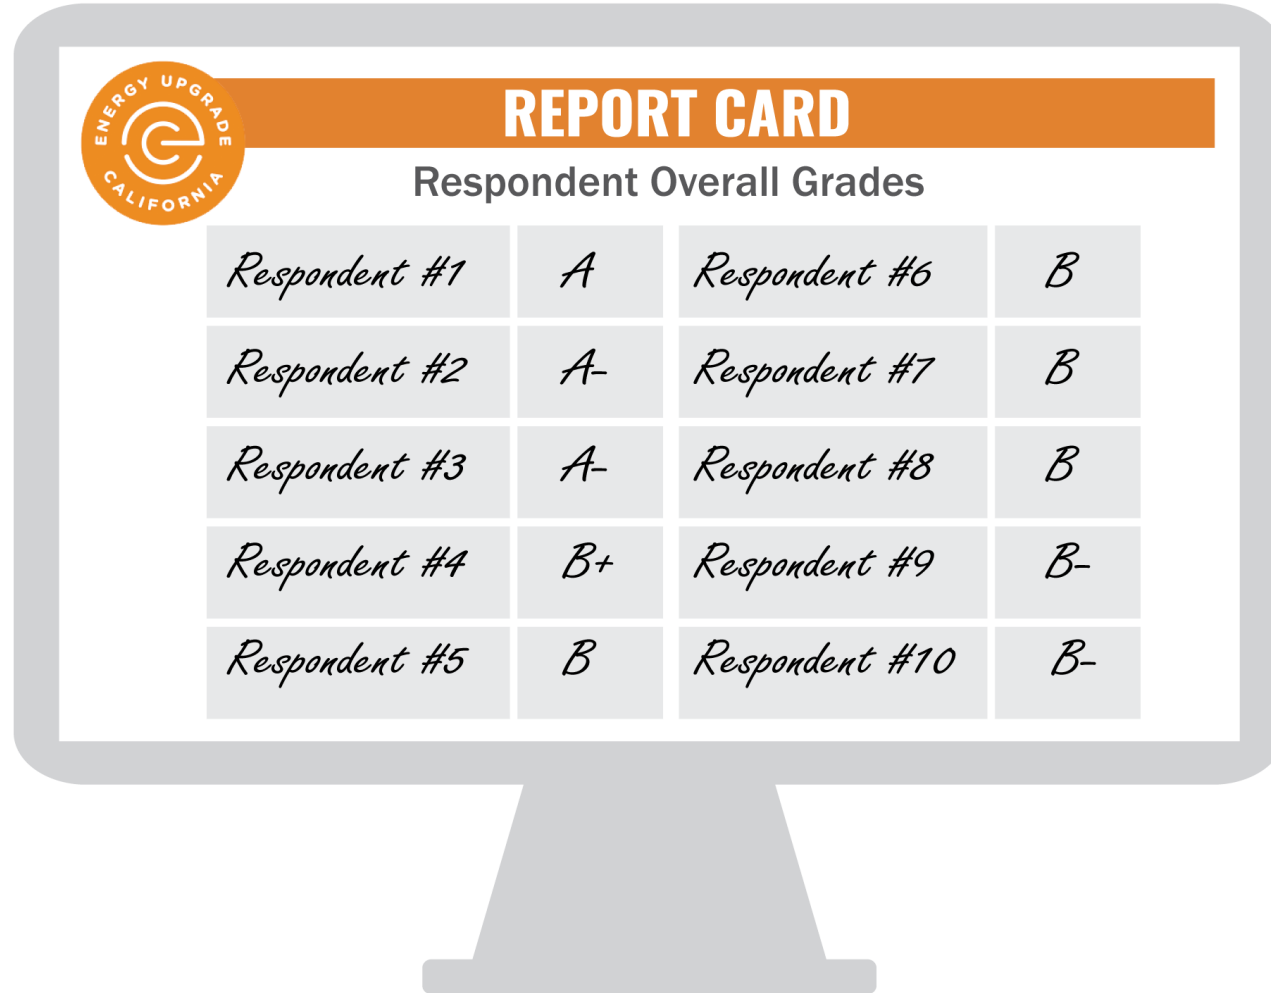 ENERGY UPGRADE
CALIFORNIA
REPORT CARD
Respondent Overall Grades
Respondent #1 A Respondent #6 B
Respondent #2 A- Respondent #7 B
Respondent #3 A- Respondent #8 B
Respondent #4 B+ Respondent #9 B-
Respondent #5 B Respondent #10 B-